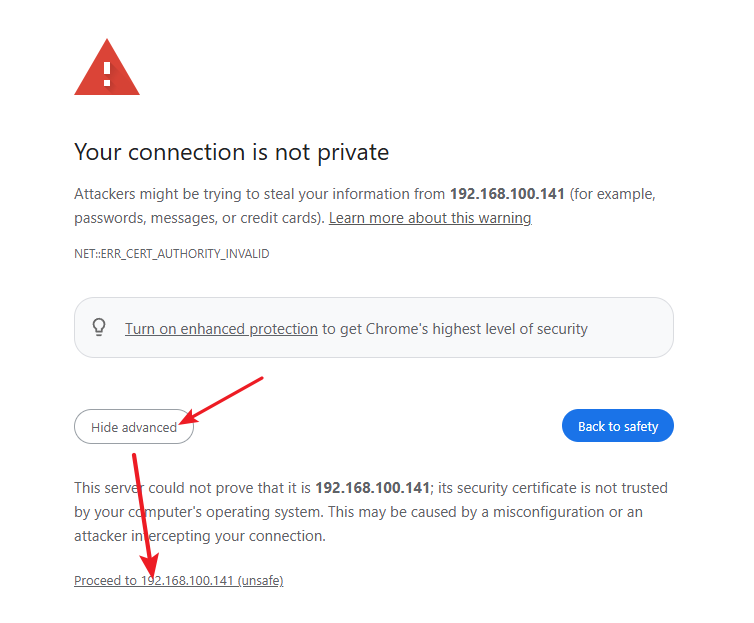 Your connection is not private
Attackers might be trying to steal your information from 192.168.100.141 (for example,
passwords, messages, or credit cards). Learn more about this warning
NET::ERR_CERT_AUTHORITY_INVALID
Turn on enhanced protection to get Chrome's highest level of security
Hide advanced
Back to safety
This server could not prove that it is 192.168.100.141; its security certificate is not trusted
by your computer's operating system. This may be caused by a misconfiguration or an
attacker intercepting your connection.
Proceed to 192.168.100.141 (unsafe)